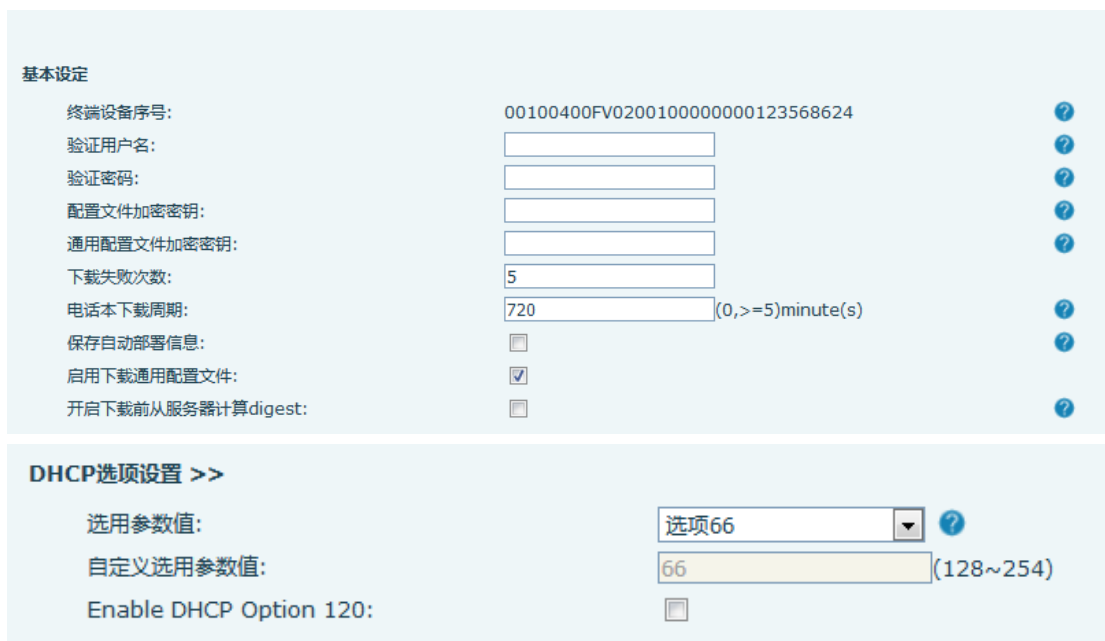 基本设定
终端设备序号: 00100400FV02001000000000123568624
验证用户名:
验证密码:
配置文件加密密钥:
通用配置文件加密密钥:
下载失败次数: 5
电话本下载周期: 720 (0,>=5)minute(s)
保存自动部署信息:
启用下载通用配置文件:
开启下载前从服务器计算digest:
DHCP选项设置 >>
选用参数值: 选项66
自定义选用参数值: 66 (128~254)
Enable DHCP Option 120: